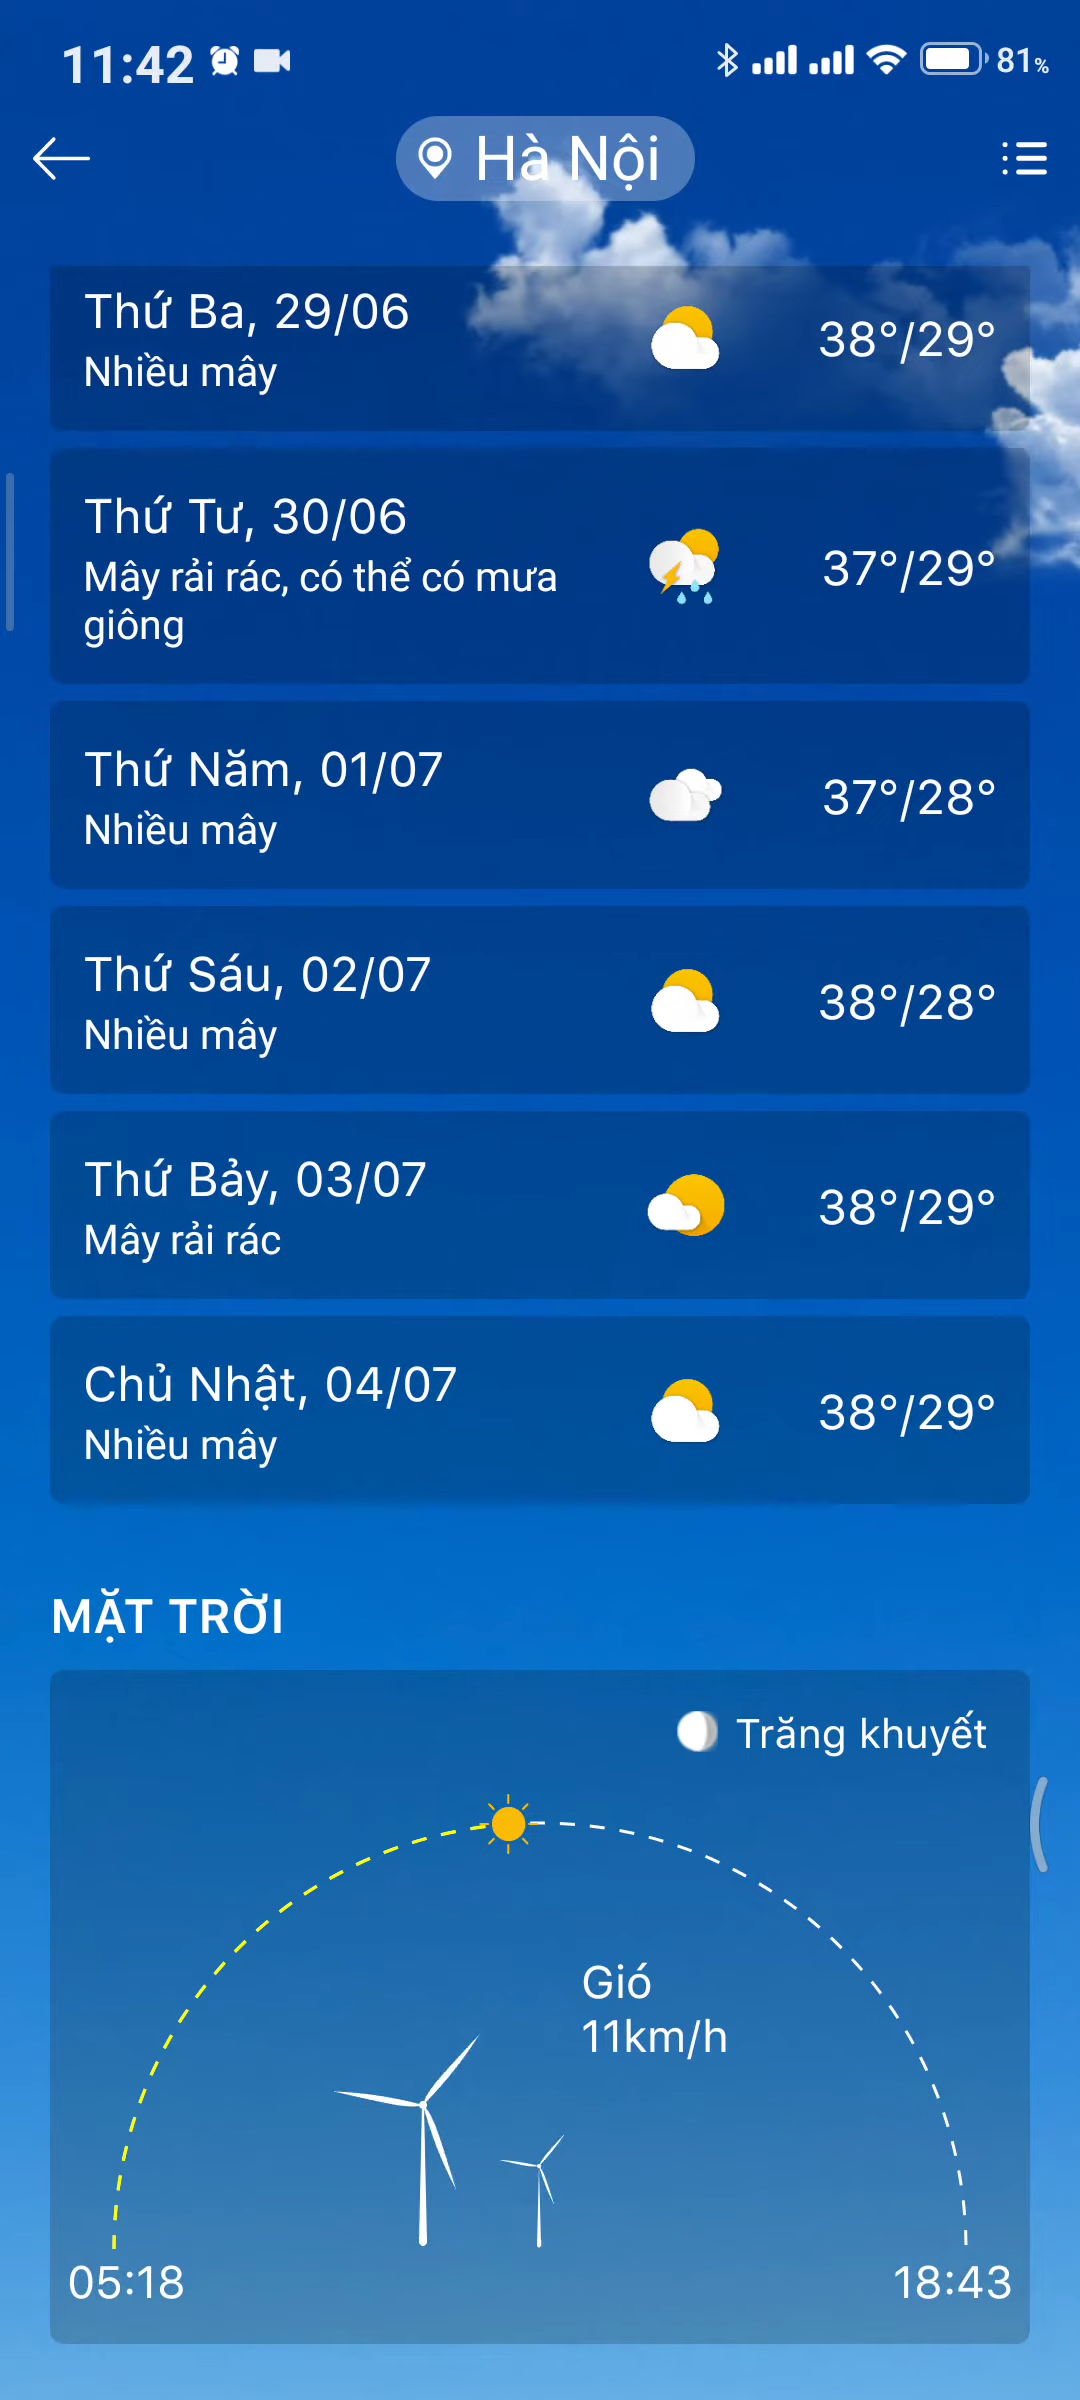 11:42
81%
Hà Nội
Thứ Ba, 29/06
Nhiều mây
38°/29°
Thứ Tư, 30/06
Mây rải rác, có thể có mưa
giông
37°/29°
Thứ Năm, 01/07
Nhiều mây
37°/28°
Thứ Sáu, 02/07
Nhiều mây
38°/28°
Thứ Bảy, 03/07
Mây rải rác
38°/29°
Chủ Nhật, 04/07
Nhiều mây
38°/29°
MẶT TRỜI
Trăng khuyết
Gió
11km/h
05:18
18:43